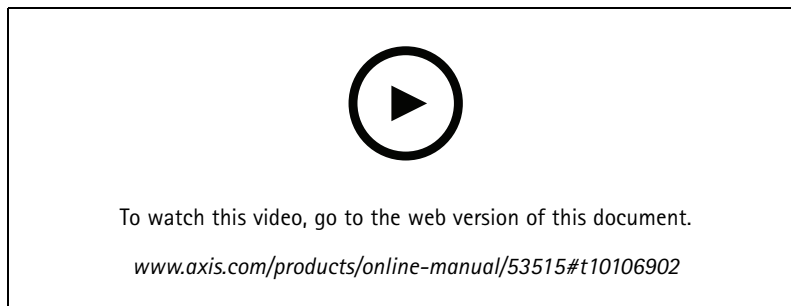 To watch this video, go to the web version of this document.
www.axis.com/products/online-manual/53515#t10106902